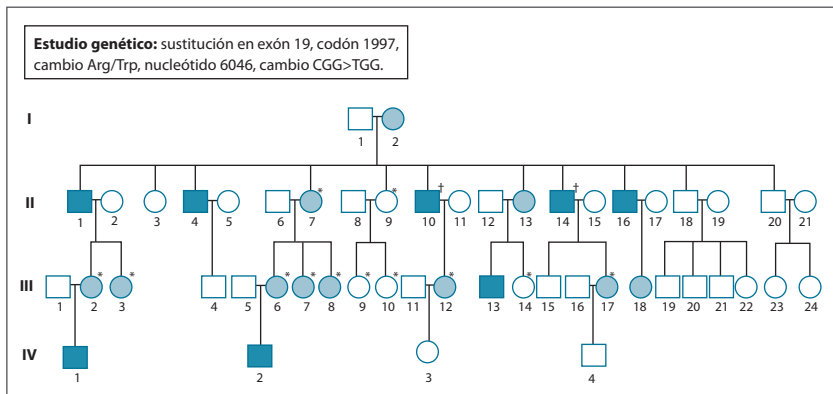 Estudio genético: sustitución en exón 19, codón 1997,
cambio Arg/Trp, nucleótido 6046, cambio CGG>TGG.
I
1 2
II
* * † †
1 2 3 4 5 6 7 8 9 10 11 12 13 14 15 16 17 18 19 20 21
III
* * * * * * * * * *
1 2 3 4 5 6 7 8 9 10 11 12 13 14 15 16 17 18 19 20 21 22 23 24
IV
1 2 3 4